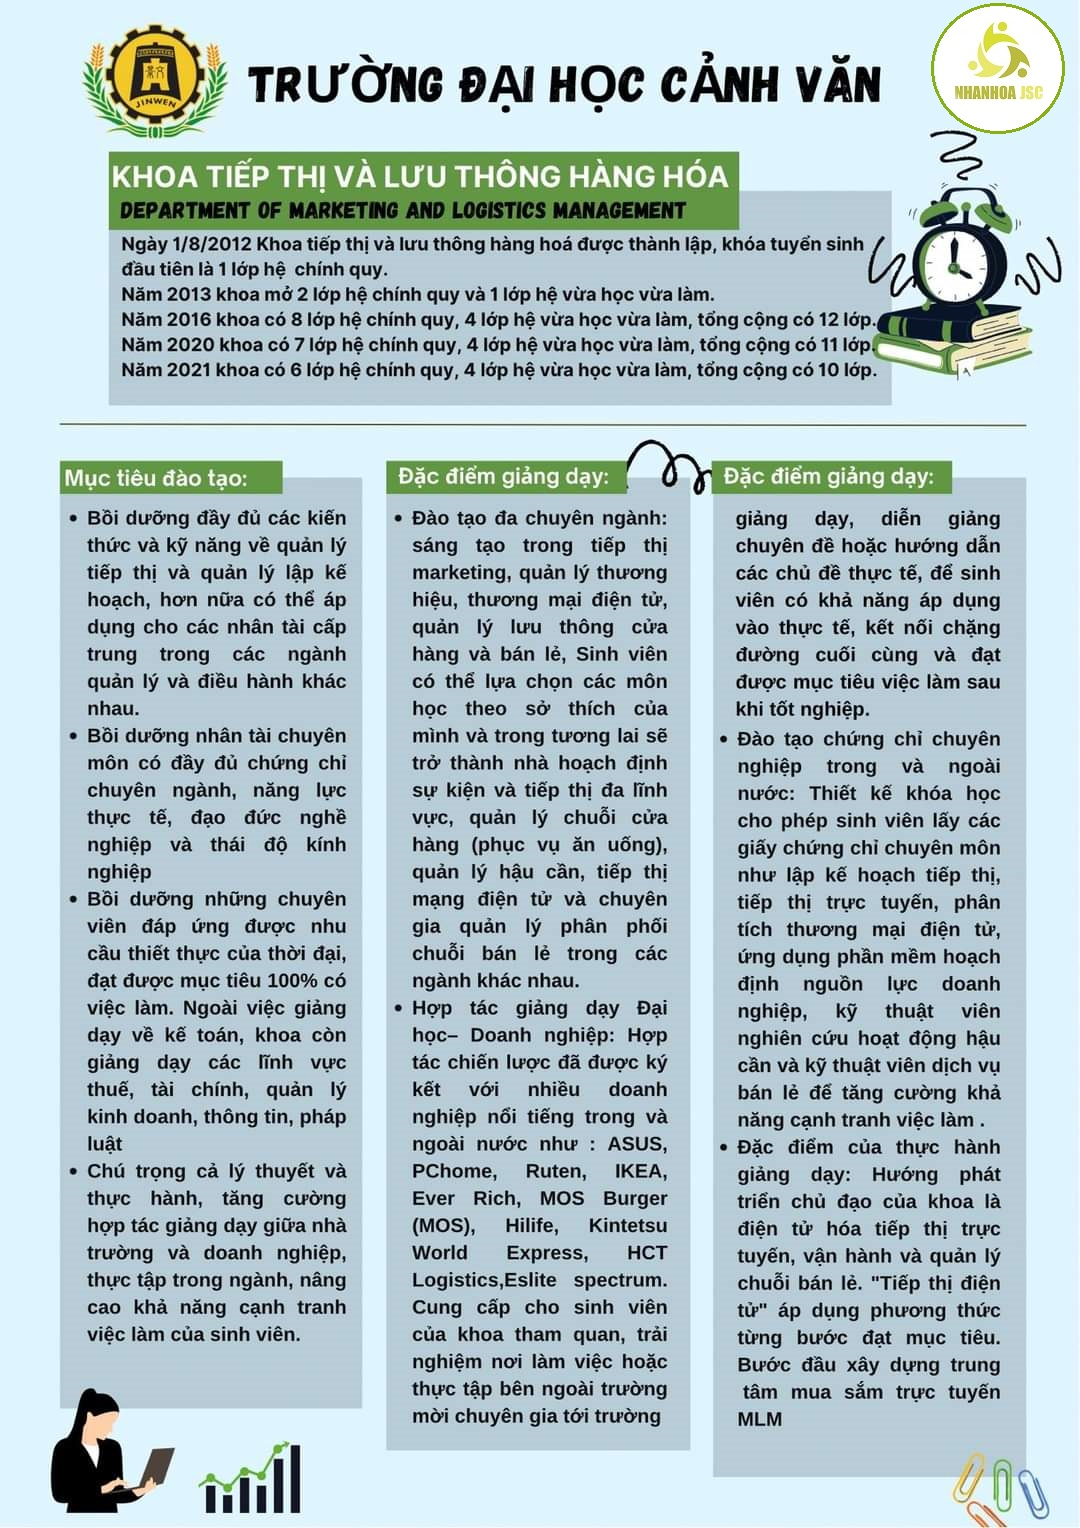 TRƯỜNG ĐẠI HỌC CẢNH VĂN
景文
JINWEN
NHANHOA JSC
KHOA TIẾP THỊ VÀ LƯU THÔNG HÀNG HÓA
DEPARTMENT OF MARKETING AND LOGISTICS MANAGEMENT
Ngày 1/8/2012 Khoa tiếp thị và lưu thông hàng hoá được thành lập, khóa tuyển sinh
đầu tiên là 1 lớp hệ chính quy.
Năm 2013 khoa mở 2 lớp hệ chính quy và 1 lớp hệ vừa học vừa làm.
Năm 2016 khoa có 8 lớp hệ chính quy, 4 lớp hệ vừa học vừa làm, tổng cộng có 12 lớp.
Năm 2020 khoa có 7 lớp hệ chính quy, 4 lớp hệ vừa học vừa làm, tổng cộng có 11 lớp.
Năm 2021 khoa có 6 lớp hệ chính quy, 4 lớp hệ vừa học vừa làm, tổng cộng có 10 lớp.
Mục tiêu đào tạo:
• Bồi dưỡng đầy đủ các kiến
thức và kỹ năng về quản lý
tiếp thị và quản lý lập kế
hoạch, hơn nữa có thể áp
dụng cho các nhân tài cấp
trung trong các ngành
quản lý và điều hành khác
nhau.
• Bồi dưỡng nhân tài chuyên
môn có đầy đủ chứng chỉ
chuyên ngành, năng lực
thực tế, đạo đức nghề
nghiệp và thái độ kính
nghiệp
• Bồi dưỡng những chuyên
viên đáp ứng được nhu
cầu thiết thực của thời đại,
đạt được mục tiêu 100% có
việc làm. Ngoài việc giảng
dạy về kế toán, khoa còn
giảng dạy các lĩnh vực
thuế, tài chính, quản lý
kinh doanh, thông tin, pháp
luật
• Chú trọng cả lý thuyết và
thực hành, tăng cường
hợp tác giảng dạy giữa nhà
trường và doanh nghiệp,
thực tập trong ngành, nâng
cao khả năng cạnh tranh
việc làm của sinh viên.
Đặc điểm giảng dạy:
• Đào tạo đa chuyên ngành:
sáng tạo trong tiếp thị
marketing, quản lý thương
hiệu, thương mại điện tử,
quản lý lưu thông cửa
hàng và bán lẻ, Sinh viên
có thể lựa chọn các môn
học theo sở thích của
mình và trong tương lai sẽ
trở thành nhà hoạch định
sự kiện và tiếp thị đa lĩnh
vực, quản lý chuỗi cửa
hàng (phục vụ ăn uống),
quản lý hậu cần, tiếp thị
mạng điện tử và chuyên
gia quản lý phân phối
chuỗi bán lẻ trong các
ngành khác nhau.
• Hợp tác giảng dạy Đại
học– Doanh nghiệp: Hợp
tác chiến lược đã được ký
kết với nhiều doanh
nghiệp nổi tiếng trong và
ngoài nước như : ASUS,
PChome, Ruten, IKEA,
Ever Rich, MOS Burger
(MOS), Hilife, Kintetsu
World Express, HCT
Logistics,Eslite spectrum.
Cung cấp cho sinh viên
của khoa tham quan, trải
nghiệm nơi làm việc hoặc
thực tập bên ngoài trường
mời chuyên gia tới trường
Đặc điểm giảng dạy:
giảng dạy, diễn giảng
chuyên đề hoặc hướng dẫn
các chủ đề thực tế, để sinh
viên có khả năng áp dụng
vào thực tế, kết nối chặng
đường cuối cùng và đạt
được mục tiêu việc làm sau
khi tốt nghiệp.
• Đào tạo chứng chỉ chuyên
nghiệp trong và ngoài
nước: Thiết kế khóa học
cho phép sinh viên lấy các
giấy chứng chỉ chuyên môn
như lập kế hoạch tiếp thị,
tiếp thị trực tuyến, phân
tích thương mại điện tử,
ứng dụng phần mềm hoạch
định nguồn lực doanh
nghiệp, kỹ thuật viên
nghiên cứu hoạt động hậu
cần và kỹ thuật viên dịch vụ
bán lẻ để tăng cường khả
năng cạnh tranh việc làm .
• Đặc điểm của thực hành
giảng dạy: Hướng phát
triển chủ đạo của khoa là
điện tử hóa tiếp thị trực
tuyến, vận hành và quản lý
chuỗi bán lẻ. "Tiếp thị điện
tử" áp dụng phương thức
từng bước đạt mục tiêu.
Bước đầu xây dựng trung
tâm mua sắm trực tuyến
MLM